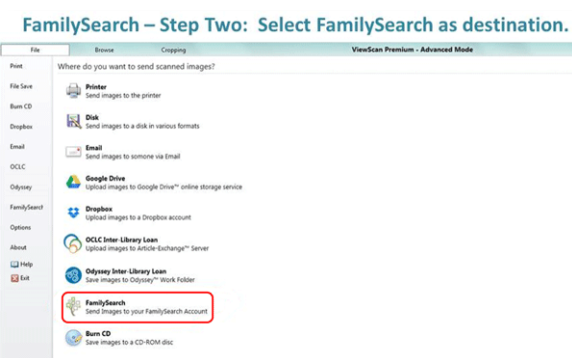 FamilySearch – Step Two: Select FamilySearch as destination.
File Browse Cropping ViewScan Premium - Advanced Mode
Print
File Save
Burn CD
Dropbox
Email
OCLC
Odyssey
FamilySearch
Options
About
Help
Exit
Where do you want to send scanned images?
Printer
Send images to the printer
Disk
Send images to a disk in various formats
Email
Send images to somone via Email
Google Drive
Upload images to Google Drive™ online storage service
Dropbox
Upload images to a Dropbox account
OCLC Inter-Library Loan
Upload images to Article-Exchange™ Server
Odyssey Inter-Library Loan
Save images to Odyssey™ Work Folder
FamilySearch
Send Images to your FamilySearch Account
Burn CD
Save images to a CD-ROM disc